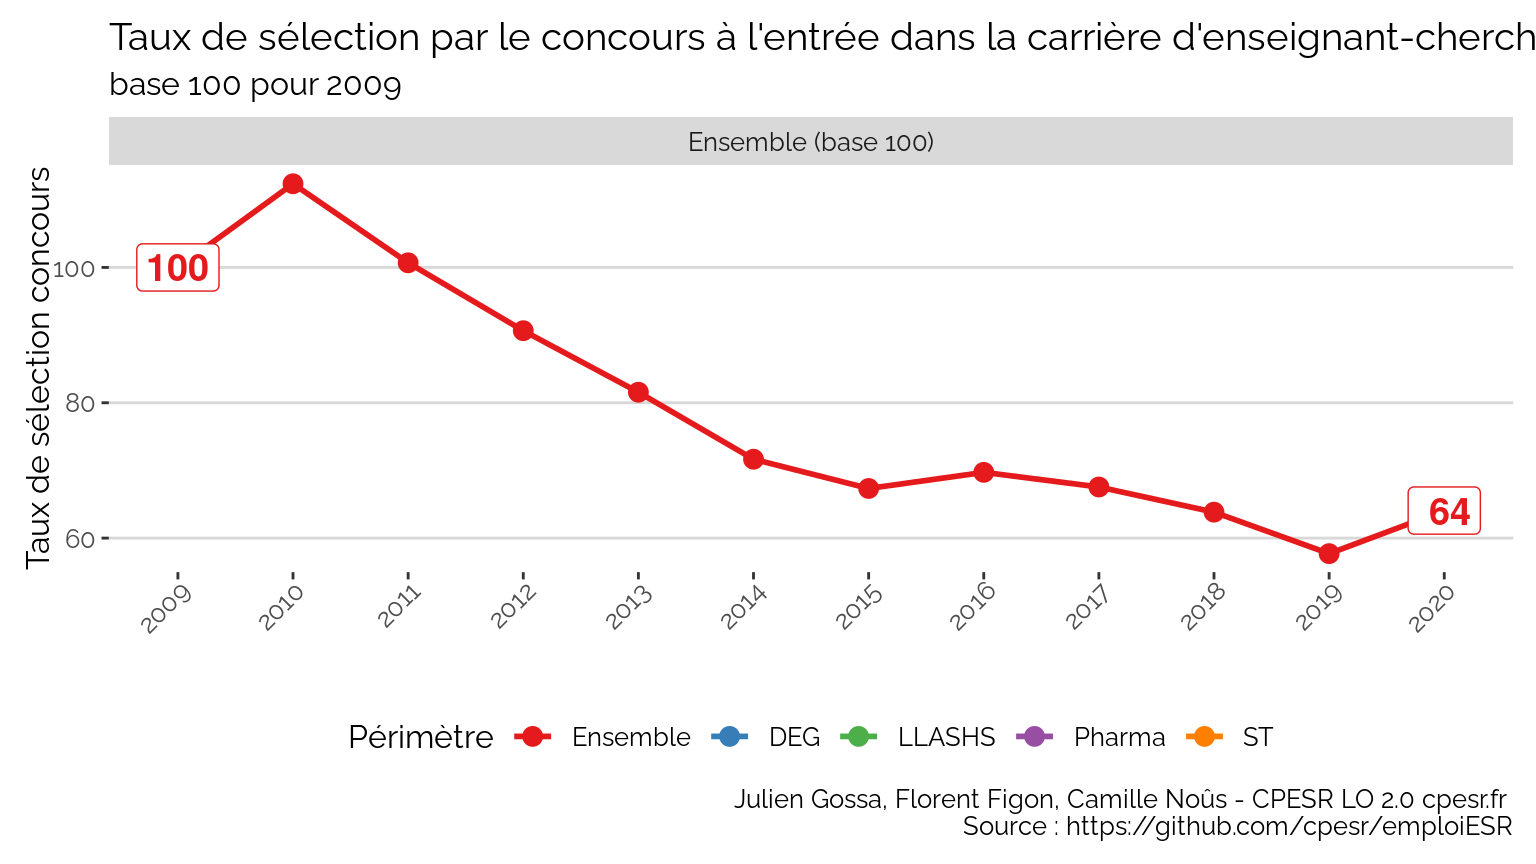 Taux de sélection par le concours à l'entrée dans la carrière d'enseignant-cherch
base 100 pour 2009
Ensemble (base 100)
Taux de sélection concours
100
80
60
100
64
2009
2010
2011
2012
2013
2014
2015
2016
2017
2018
2019
2020
Périmètre
Ensemble
DEG
LLASHS
Pharma
ST
Julien Gossa, Florent Figon, Camille Noûs - CPESR LO 2.0 cpesr.fr
Source : https://github.com/cpesr/emploiESR